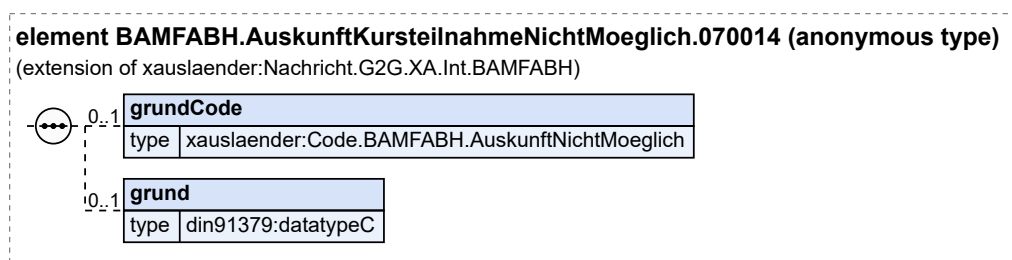 element BAMFABH.AuskunftKursteilnahmeNichtMoeglich.070014 (anonymous type)
(extension of xauslaender:Nachricht.G2G.XA.Int.BAMFABH)
0..1 grundCode
type xauslaender:Code.BAMFABH.AuskunftNichtMoeglich
0..1 grund
type din91379:datatypeC